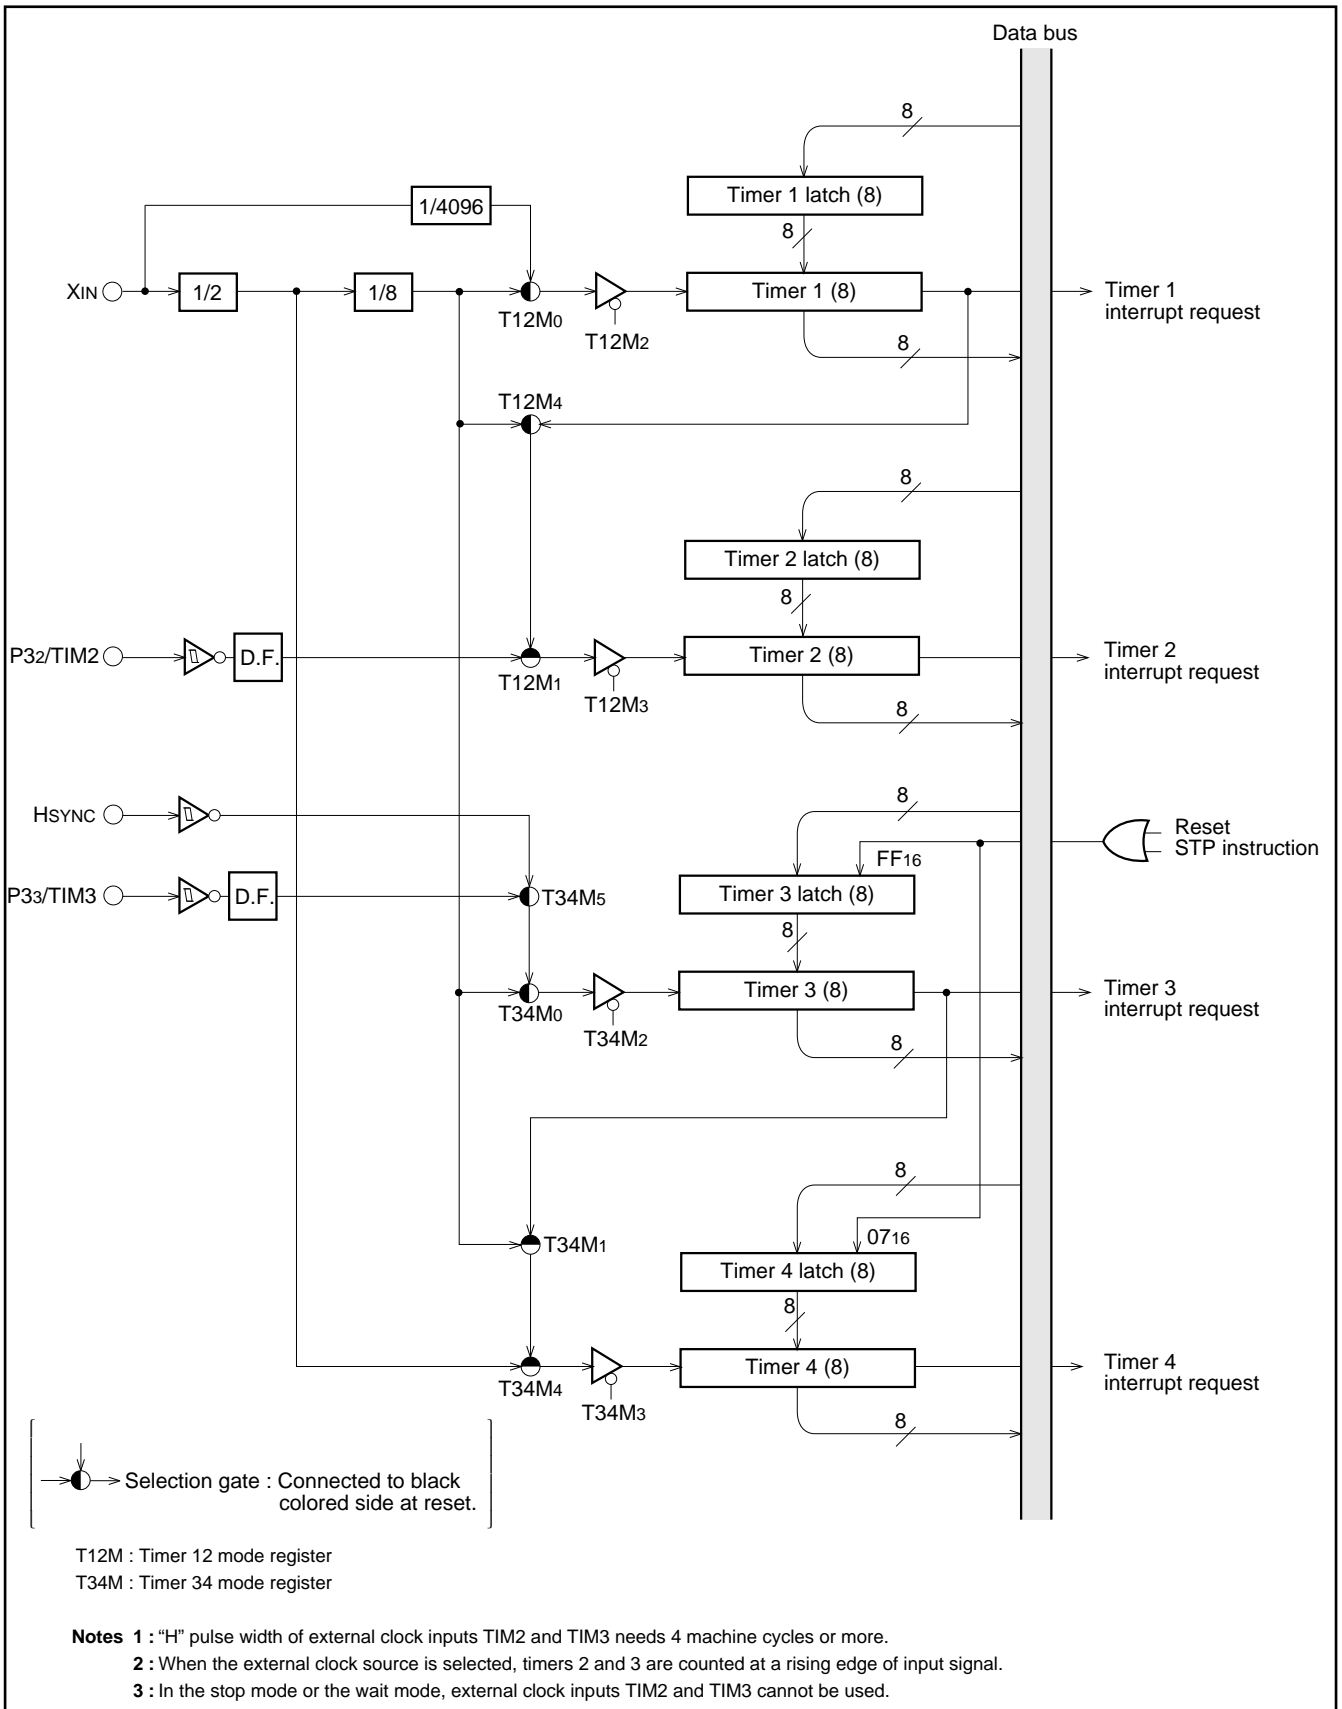 Data bus
8
Timer 1 latch (8)
1/4096
8
XIN
1/2
1/8
T12M0
T12M2
Timer 1 (8)
Timer 1
interrupt request
8
T12M4
8
Timer 2 latch (8)
8
P32/TIM2
D.F.
T12M1
T12M3
Timer 2 (8)
Timer 2
interrupt request
8
HSYNC
8
Reset
STP instruction
FF16
P33/TIM3
D.F.
T34M5
Timer 3 latch (8)
8
T34M0
T34M2
Timer 3 (8)
Timer 3
interrupt request
8
8
T34M1
0716
Timer 4 latch (8)
8
T34M4
T34M3
Timer 4 (8)
Timer 4
interrupt request
8
Selection gate : Connected to black
colored side at reset.
T12M : Timer 12 mode register
T34M : Timer 34 mode register
Notes 1 : “H” pulse width of external clock inputs TIM2 and TIM3 needs 4 machine cycles or more.
2 : When the external clock source is selected, timers 2 and 3 are counted at a rising edge of input signal.
3 : In the stop mode or the wait mode, external clock inputs TIM2 and TIM3 cannot be used.